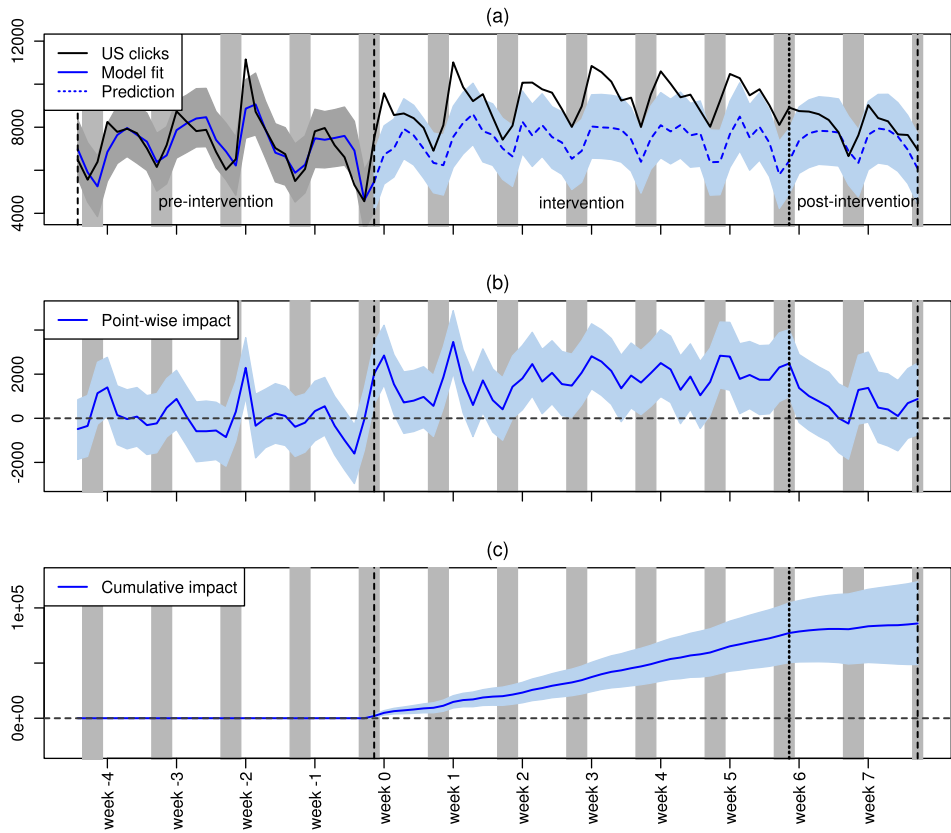 (a)
12000
8000
4000
US clicks
Model fit
Prediction
pre-intervention
intervention
post-intervention
(b)
2000
0
-2000
Point-wise impact
(c)
1e+05
0e+00
Cumulative impact
week -4
week -3
week -2
week -1
week 0
week 1
week 2
week 3
week 4
week 5
week 6
week 7